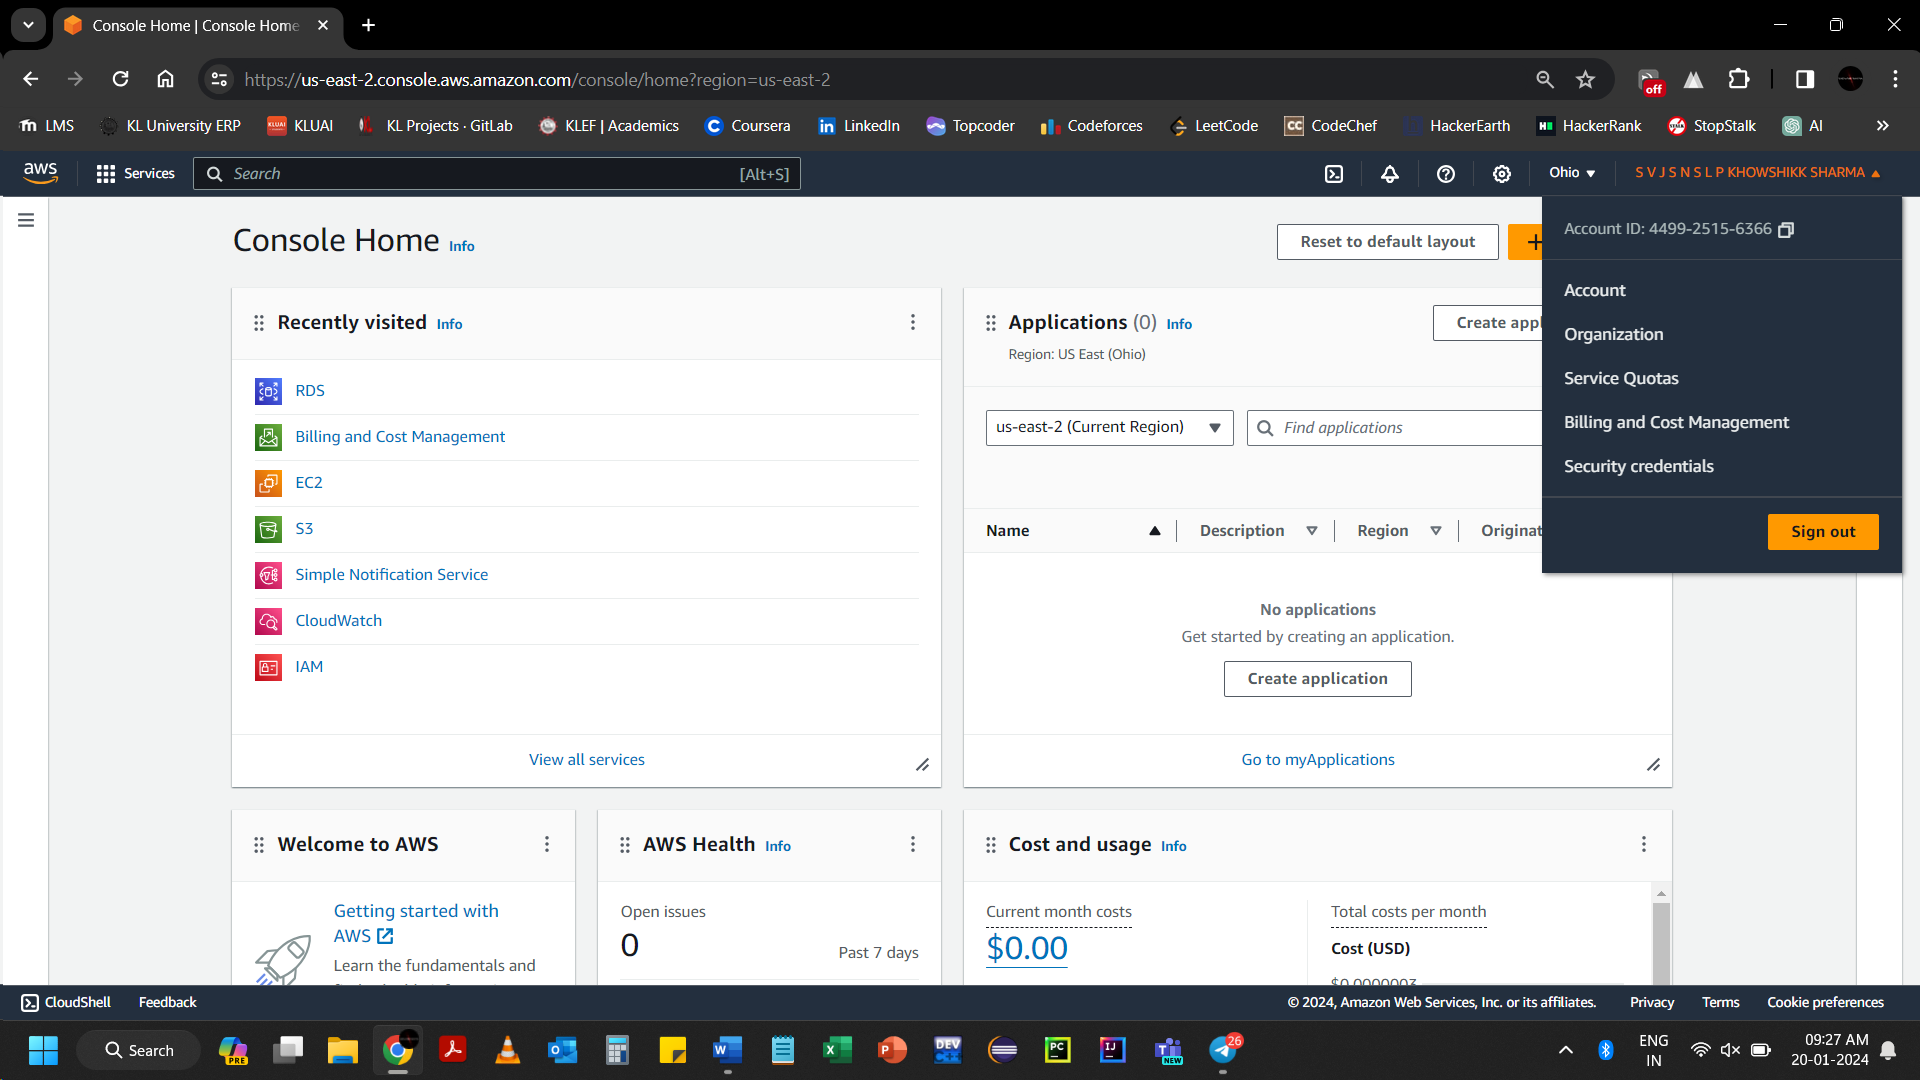 Console Home | Console Home
https://us-east-2.console.aws.amazon.com/console/home?region=us-east-2
off
LMS
KL University ERP
KLUAI
KL Projects · GitLab
KLEF | Academics
Coursera
LinkedIn
Topcoder
Codeforces
LeetCode
CodeChef
HackerEarth
HackerRank
StopStalk
AI
aws
Services
Search
[Alt+S]
Ohio
S V J S N S L P KHOWSHIKK SHARMA
Account ID: 4499-2515-6366
Account
Organization
Service Quotas
Billing and Cost Management
Security credentials
Sign out
Console Home Info
Reset to default layout
+
Recently visited Info
RDS
Billing and Cost Management
EC2
S3
Simple Notification Service
CloudWatch
IAM
View all services
Applications (0) Info
Region: US East (Ohio)
Create appl
us-east-2 (Current Region)
Find applications
Name
Description
Region
Originat
No applications
Get started by creating an application.
Create application
Go to myApplications
Welcome to AWS
Getting started with
AWS
Learn the fundamentals and
AWS Health Info
Open issues
0
Past 7 days
Cost and usage Info
Current month costs
$0.00
Total costs per month
Cost (USD)
CloudShell
Feedback
© 2024, Amazon Web Services, Inc. or its affiliates.
Privacy
Terms
Cookie preferences
Search
PRE
DEV
C++
PC
IJ
NEW
26
ENG
IN
09:27 AM
20-01-2024